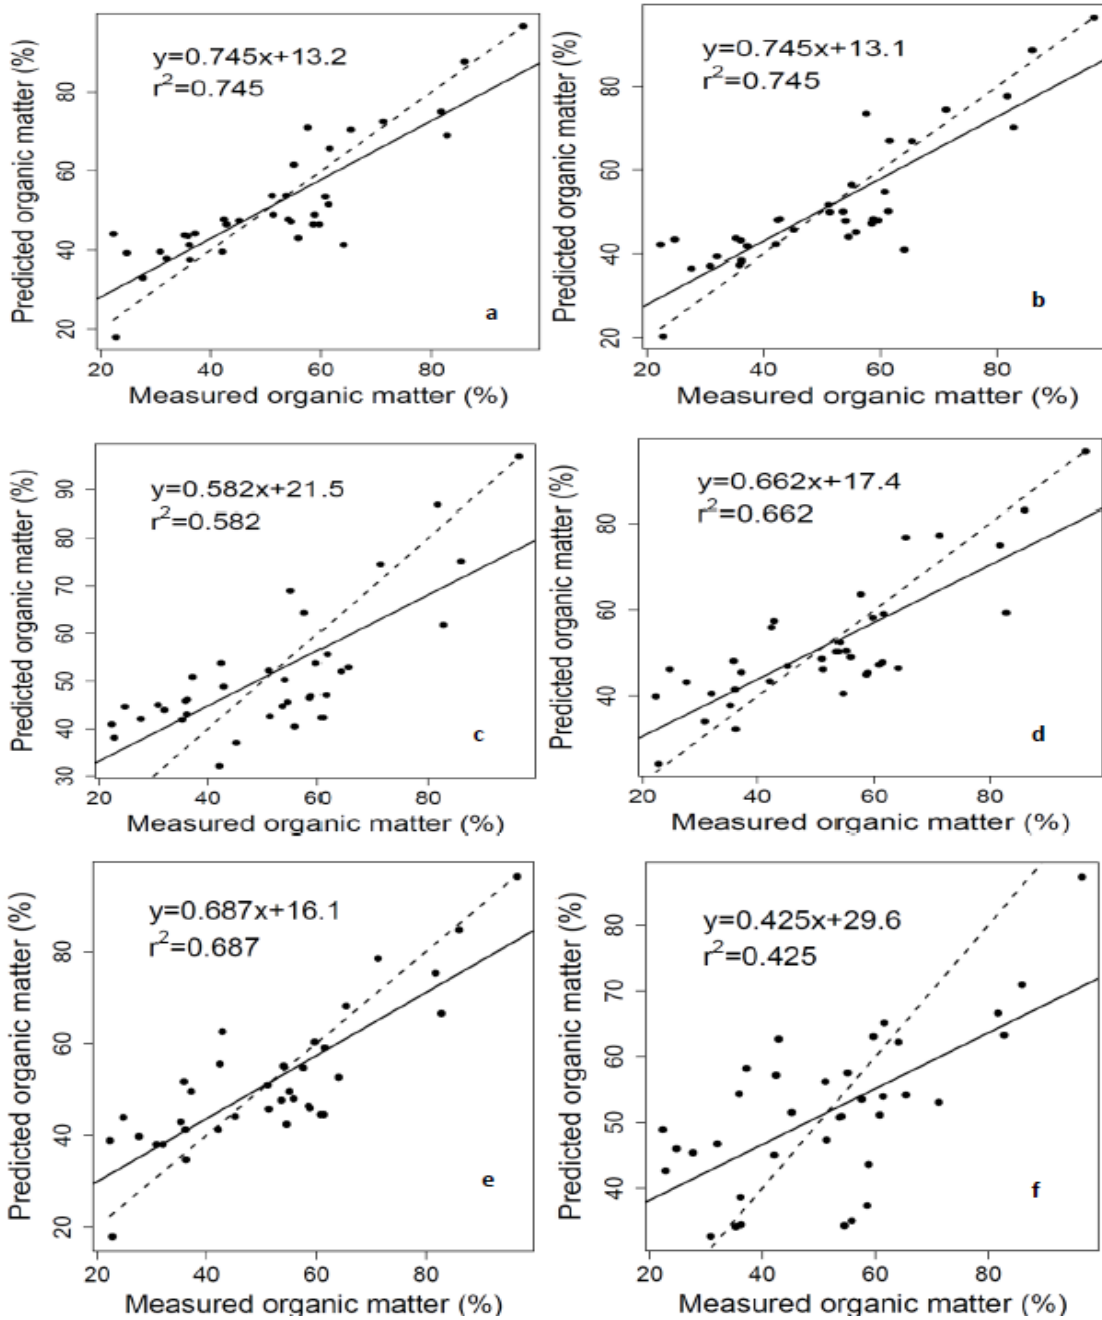 y=0.745x+13.2
r²=0.745
80
60
40
20
Predicted organic matter (%)
a
20 40 60 80
Measured organic matter (%)
y=0.745x+13.1
r²=0.745
80
60
40
20
Predicted organic matter (%)
b
20 40 60 80
Measured organic matter (%)
y=0.582x+21.5
r²=0.582
90
80
70
60
50
40
30
Predicted organic matter (%)
c
20 40 60 80
Measured organic matter (%)
y=0.662x+17.4
r²=0.662
80
60
40
Predicted organic matter (%)
d
20 40 60 80
Measured organic matter (%)
y=0.687x+16.1
r²=0.687
80
60
40
20
Predicted organic matter (%)
e
20 40 60 80
Measured organic matter (%)
y=0.425x+29.6
r²=0.425
80
70
60
50
40
Predicted organic matter (%)
f
20 40 60 80
Measured organic matter (%)